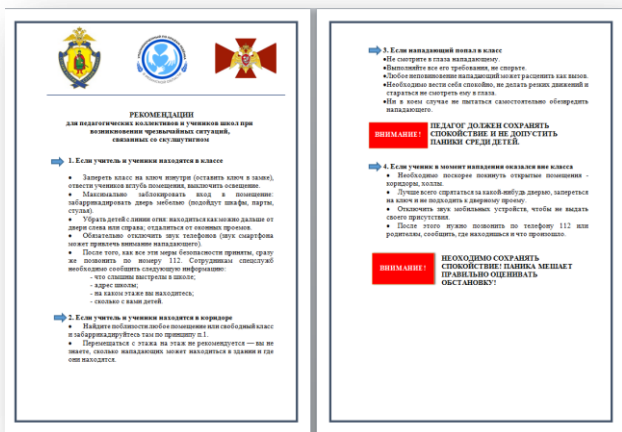 РЕКОМЕНДАЦИИ
для педагогических коллективов и учеников школ при
возникновении чрезвычайных ситуаций,
связанных со скулшутингом
1. Если учитель и ученики находятся в классе
• Запереть класс на ключ изнутри (оставить ключ в замке),
отвести учеников вглубь помещения, выключить освещение.
• Максимально заблокировать вход в помещение:
забаррикадировать дверь мебелью (подойдут шкафы, парты,
стулья).
• Убрать детей с линии огня: находиться как можно дальше от
двери слева или справа; отдалиться от оконных проемов.
• Обязательно отключить звук телефонов (звук смартфона
может привлечь внимание нападающего).
• После того, как все эти меры безопасности приняты, сразу
же позвонить по номеру 112. Сотрудникам спецслужб
необходимо сообщить следующую информацию:
- что слышны выстрелы в школе;
- адрес школы;
- на каком этаже вы находитесь;
- сколько с вами детей.
2. Если учитель и ученики находятся в коридоре
• Найдите поблизости любое помещение или свободный класс
и забаррикадируйтесь там по принципу п.1.
• Перемещаться с этажа на этаж не рекомендуется — вы не
знаете, сколько нападающих может находиться в здании и где
они находятся.
3. Если нападающий попал в класс
•Не смотрите в глаза нападающему.
•Выполняйте все его требования, не спорьте.
•Любое неповиновение нападающий может расценить как вызов.
•Необходимо вести себя спокойно, не делать резких движений и
стараться не смотреть ему в глаза.
•Ни в коем случае не пытаться самостоятельно обезвредить
нападающего.
ВНИМАНИЕ!
ПЕДАГОГ ДОЛЖЕН СОХРАНЯТЬ
СПОКОЙСТВИЕ И НЕ ДОПУСТИТЬ
ПАНИКИ СРЕДИ ДЕТЕЙ.
4. Если ученик в момент нападения оказался вне класса
• Необходимо поскорее покинуть открытые помещения -
коридоры, холлы.
• Лучше всего спрятаться за какой-нибудь дверью, запереться
на ключ и не подходить к дверному проему.
• Отключить звук мобильных устройств, чтобы не выдать
своего присутствия.
• После этого нужно позвонить по телефону 112 или
родителям, сообщить, где находишься и что произошло.
ВНИМАНИЕ!
НЕОХОДИМО СОХРАНЯТЬ
СПОКОЙСТВИЕ! ПАНИКА МЕШАЕТ
ПРАВИЛЬНО ОЦЕНИВАТЬ
ОБСТАНОВКУ!